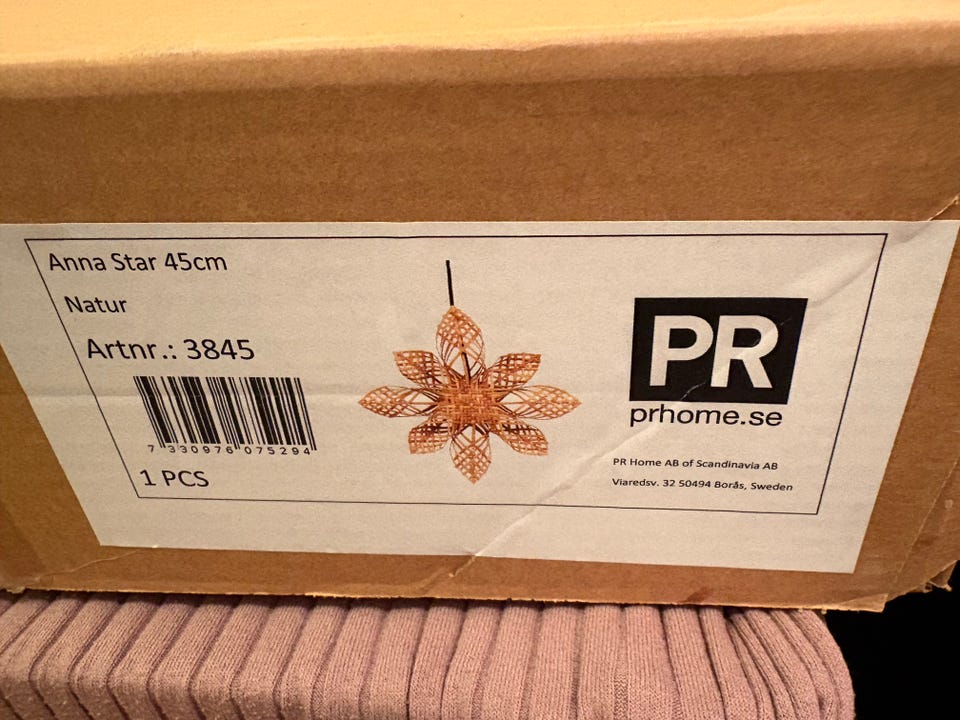 Anna Star 45cm
Natur
Artnr.: 3845
7 330976 075294
1 PCS
PR
prhome.se
PR Home AB of Scandinavia AB
Viaredsv. 32 50494 Borås, Sweden